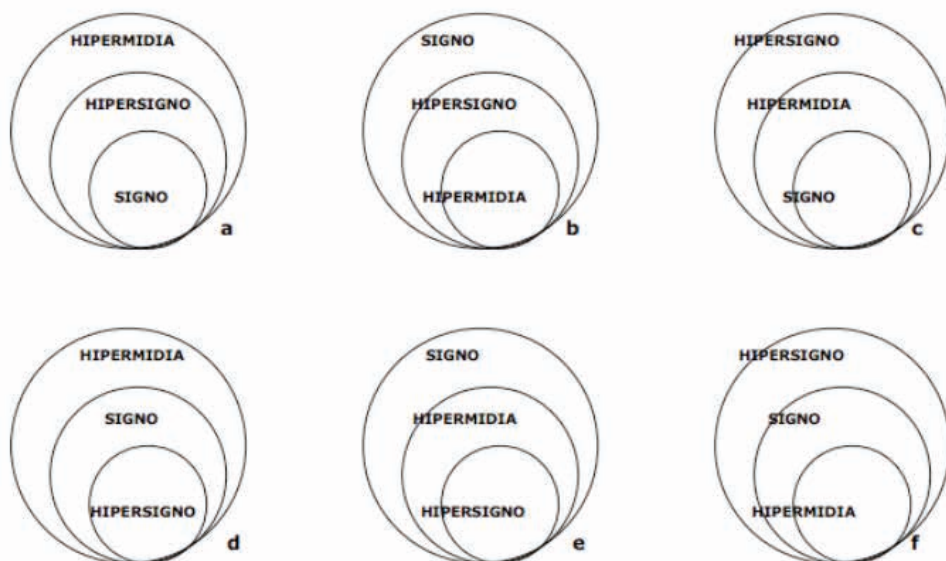 HIPERMIDIA
HIPERSIGNO
SIGNO
a
SIGNO
HIPERSIGNO
HIPERMIDIA
b
HIPERSIGNO
HIPERMIDIA
SIGNO
c
HIPERMIDIA
SIGNO
HIPERSIGNO
d
SIGNO
HIPERMIDIA
HIPERSIGNO
e
HIPERSIGNO
SIGNO
HIPERMIDIA
f